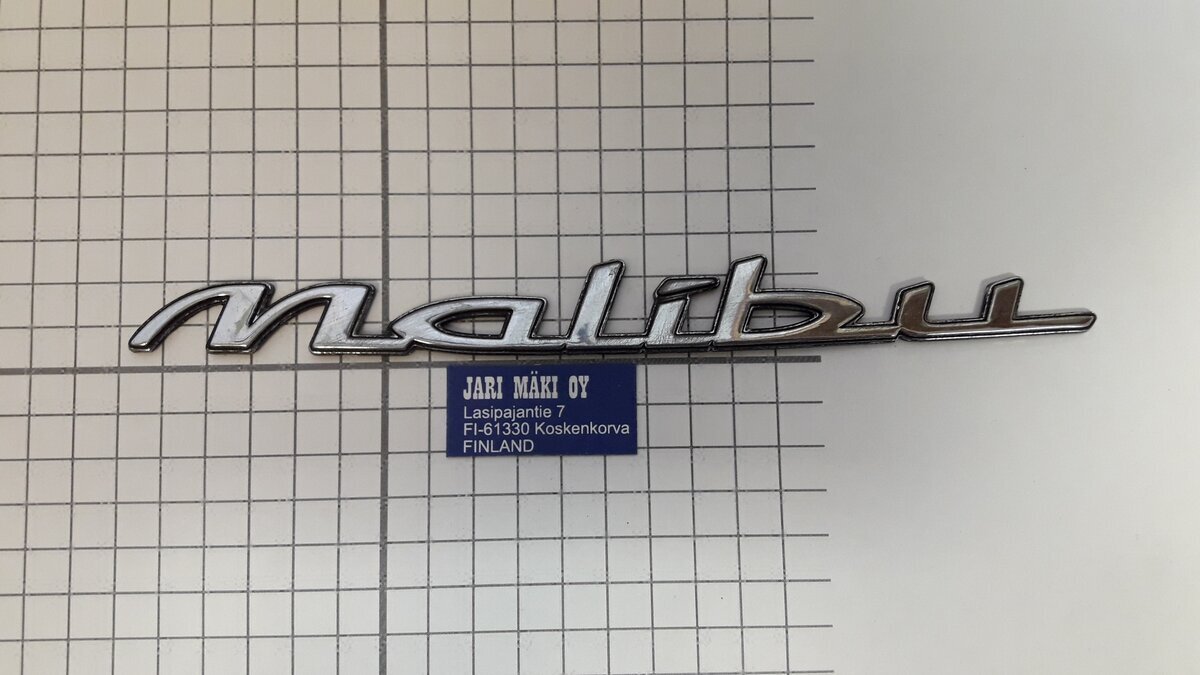 malibu
JARI MÄKI OY
Lasipajantie 7
FI-61330 Koskenkorva
FINLAND